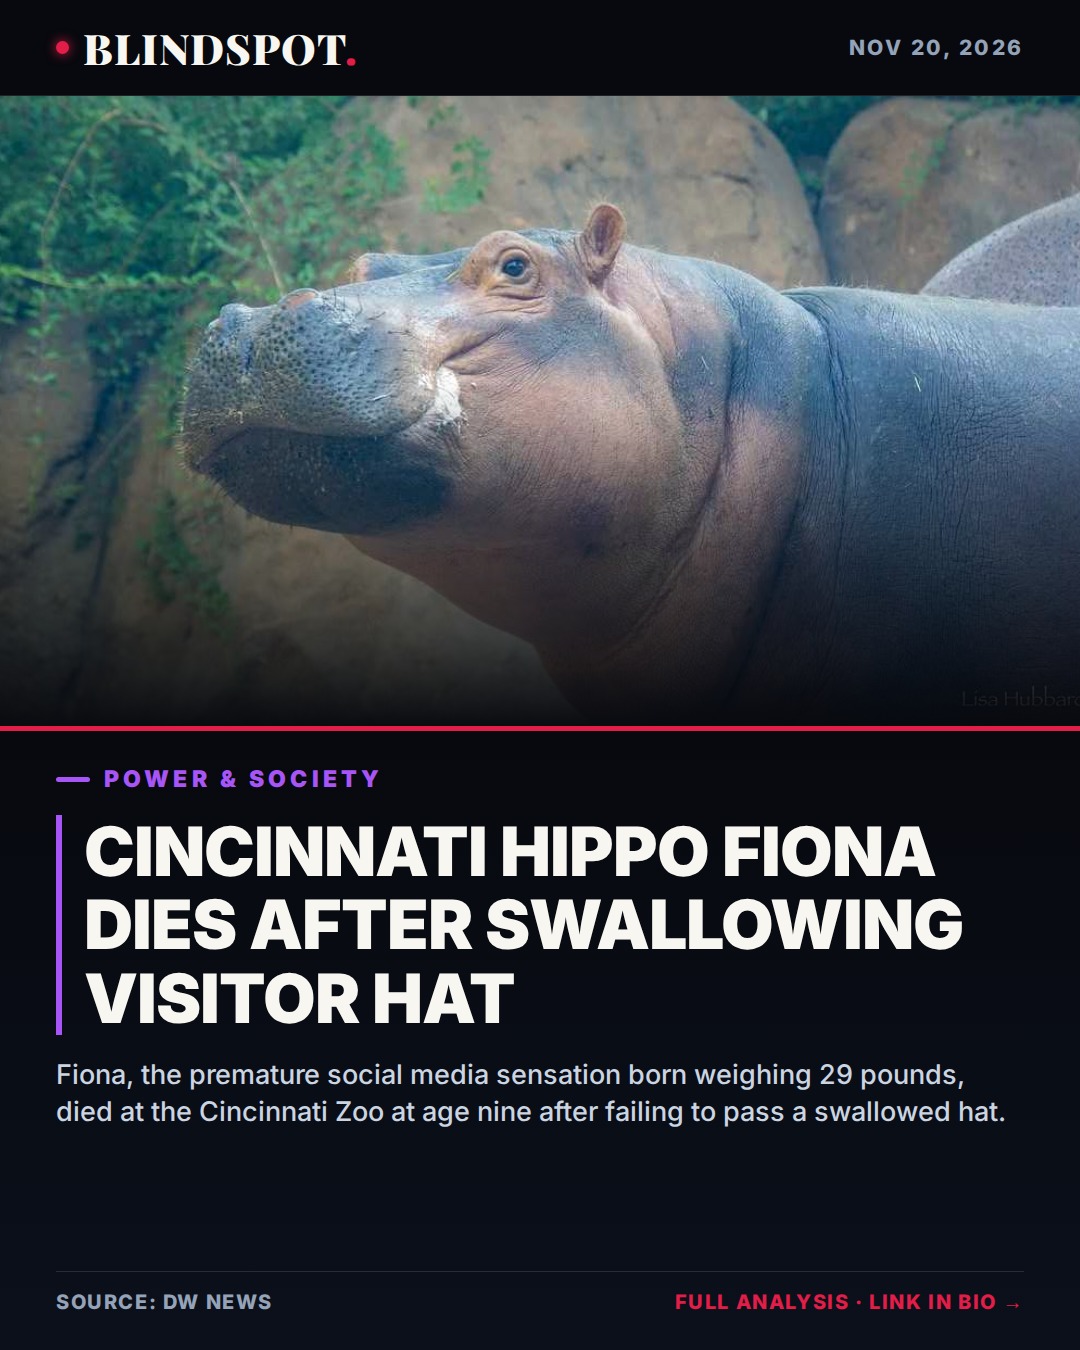 BLINDSPOT.
NOV 20, 2026
Lisa Hubbard
POWER & SOCIETY
CINCINNATI HIPPO FIONA
DIES AFTER SWALLOWING
VISITOR HAT
Fiona, the premature social media sensation born weighing 29 pounds,
died at the Cincinnati Zoo at age nine after failing to pass a swallowed hat.
SOURCE: DW NEWS
FULL ANALYSIS · LINK IN BIO →